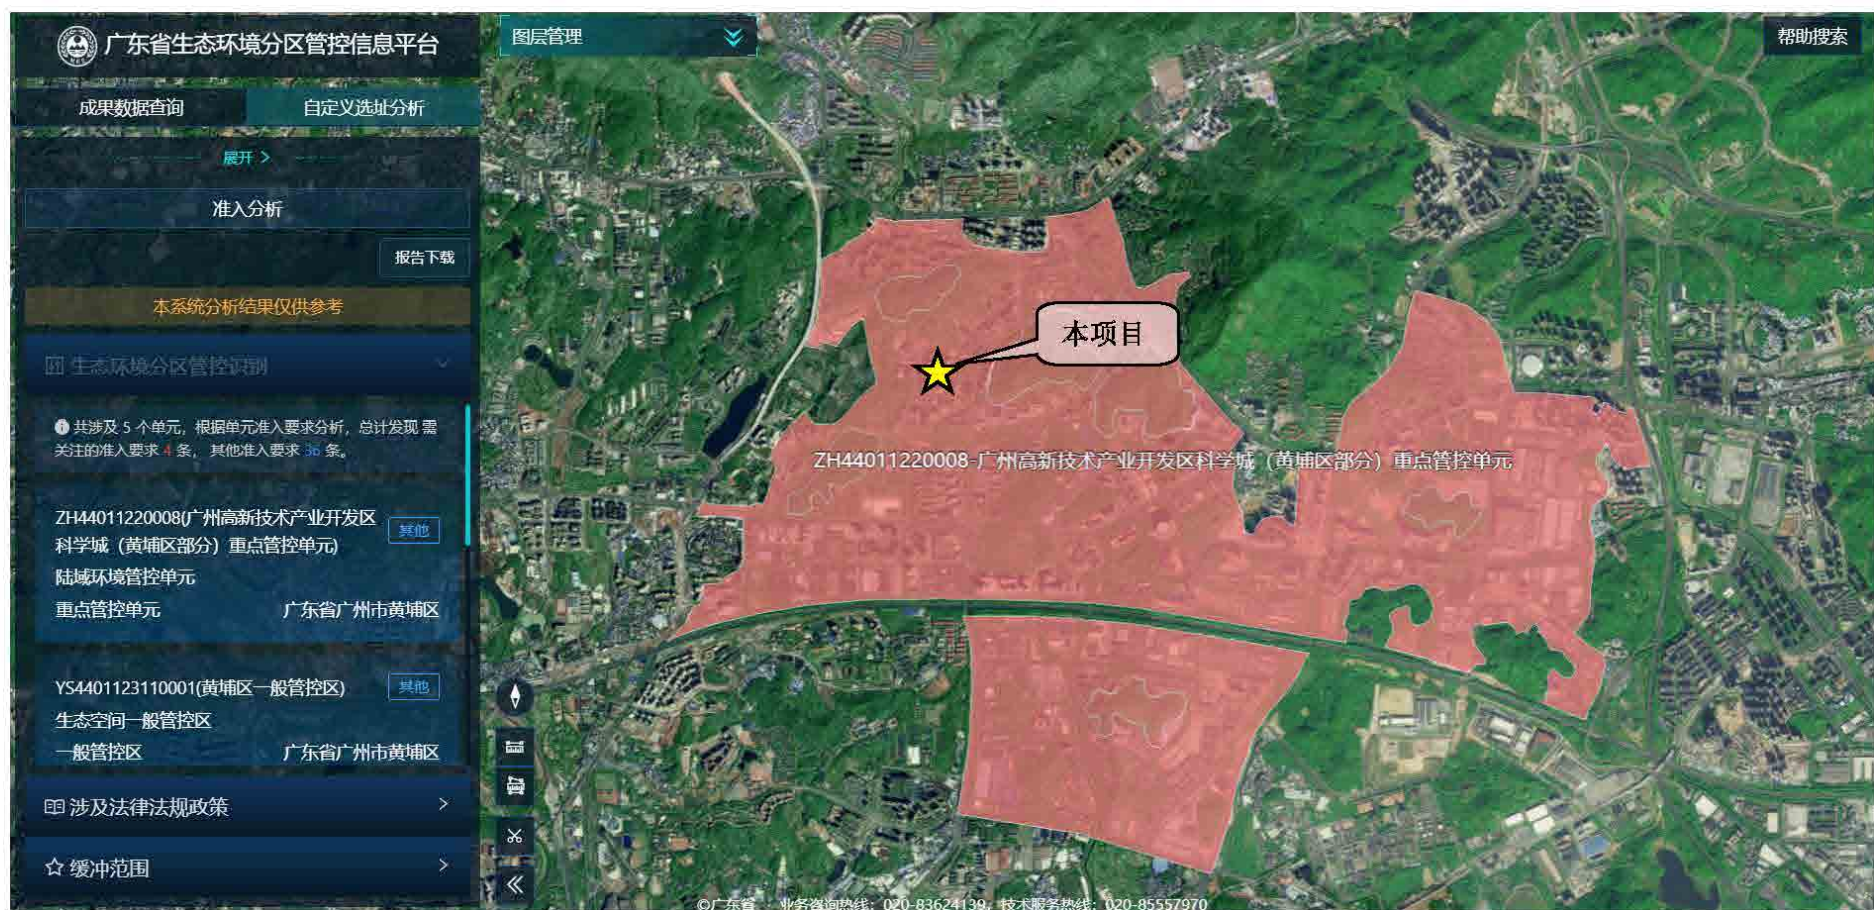 广东省生态环境分区管控信息平台
成果数据查询
自定义选址分析
展开 >
准入分析
报告下载
本系统分析结果仅供参考
生态环境分区管控识别
共涉及 5 个单元，根据单元准入要求分析，总计发现 需
关注的准入要求 4 条， 其他准入要求 36 条。
ZH44011220008(广州高新技术产业开发区
科学城（黄埔区部分）重点管控单元)
其他
陆域环境管控单元
重点管控单元
广东省广州市黄埔区
YS4401123110001(黄埔区一般管控区)
其他
生态空间一般管控区
一般管控区
广东省广州市黄埔区
涉及法律法规政策
缓冲范围
图层管理
帮助搜索
本项目
ZH44011220008-广州高新技术产业开发区科学城（黄埔区部分）重点管控单元
©广东省 业务咨询热线：020-83624139，技术服务热线：020-85557970